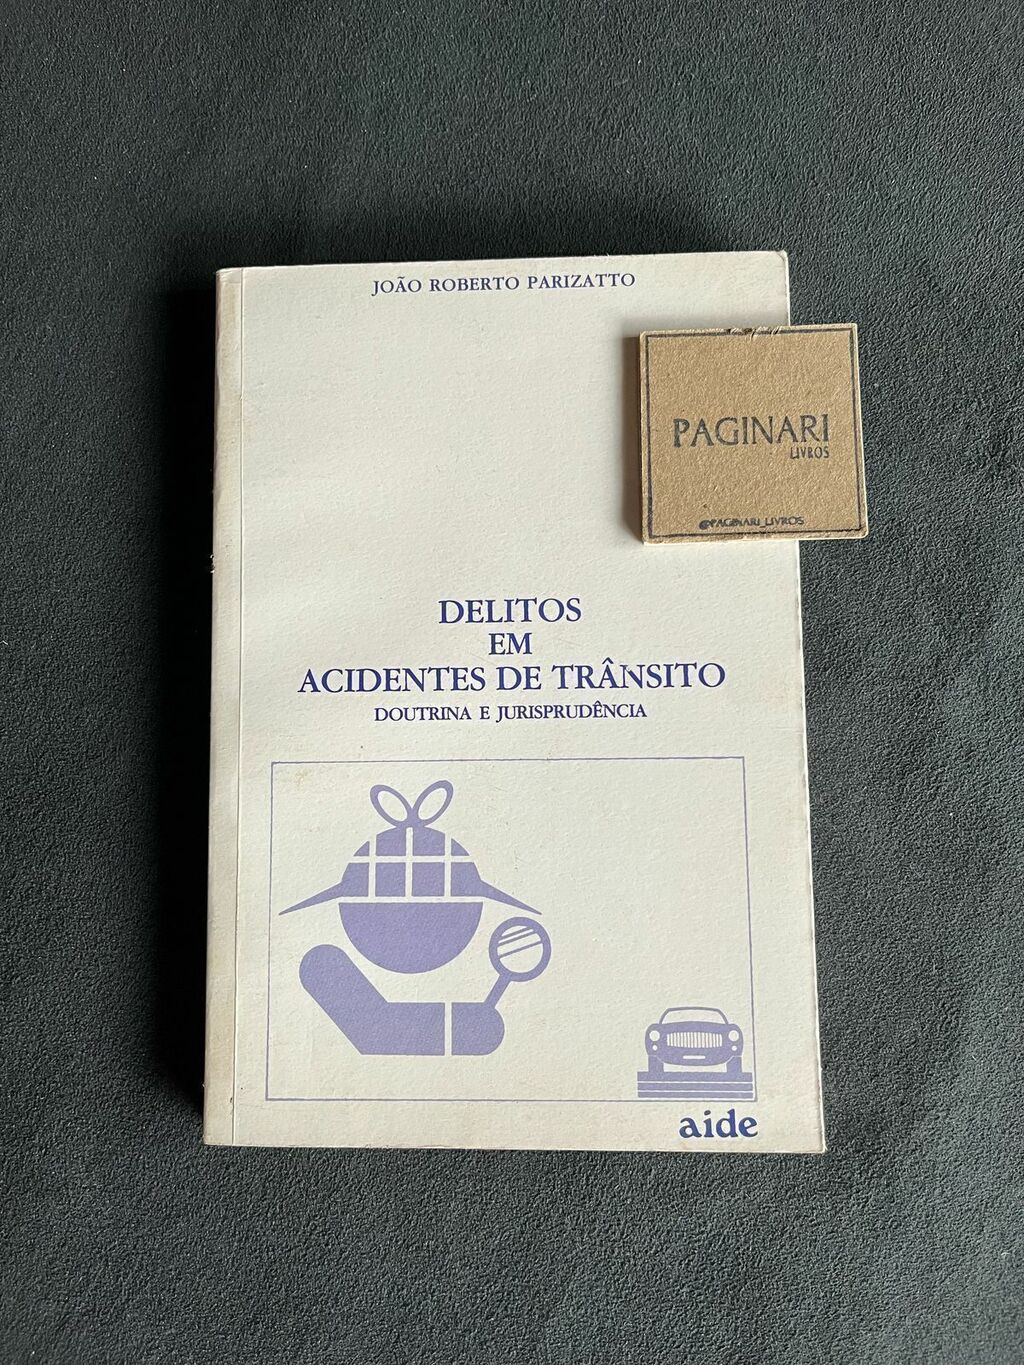 JOÃO ROBERTO PARIZATTO
PAGINARI
LIVROS
@PAGINARI_LIVROS
DELITOS
EM
ACIDENTES DE TRÂNSITO
DOUTRINA E JURISPRUDÊNCIA
aide